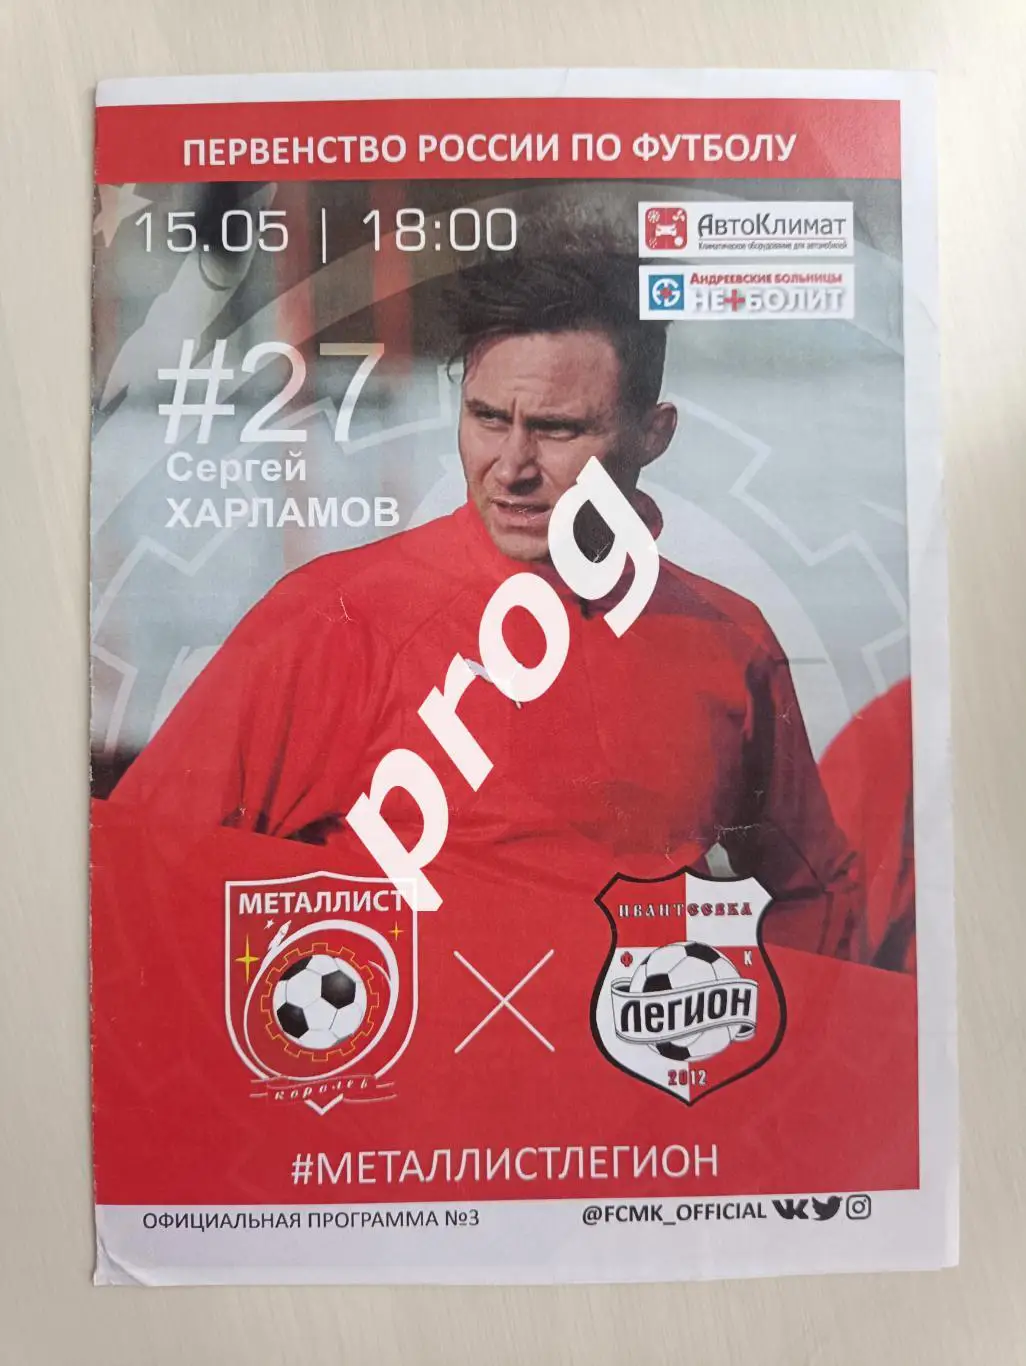 ПЕРВЕНСТВО РОССИИ ПО ФУТБОЛУ
15.05 | 18:00
АвтоКлимат
Климатическое оборудование для автомобилей
Андреевские больницы
НЕ+БОЛИТ
#27
Сергей
ХАРЛАМОВ
prog
МЕТАЛЛИСТ
королев
ИВАНТЕЕВКА
Ф К
ЛЕГИОН
2012
#МЕТАЛЛИСТЛЕГИОН
ОФИЦИАЛЬНАЯ ПРОГРАММА №3
@FCMK_OFFICIAL